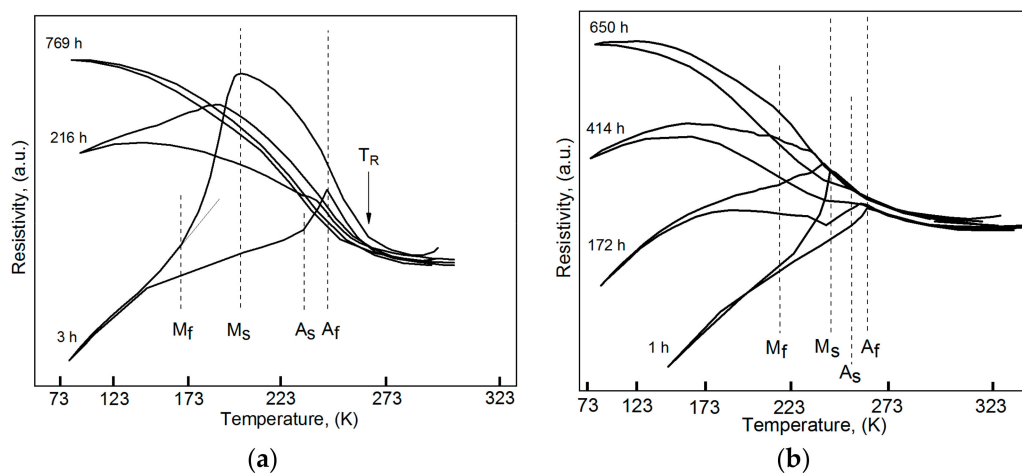 (a)
769 h
216 h
3 h
T_R
M_f
M_s
A_s
A_f
Resistivity, (a.u.)
73
123
173
223
273
323
Temperature, (K)
(a)
(b)
650 h
414 h
172 h
1 h
M_f
M_s
A_f
A_s
Resistivity, (a.u.)
73
123
173
223
273
323
Temperature, (K)
(b)